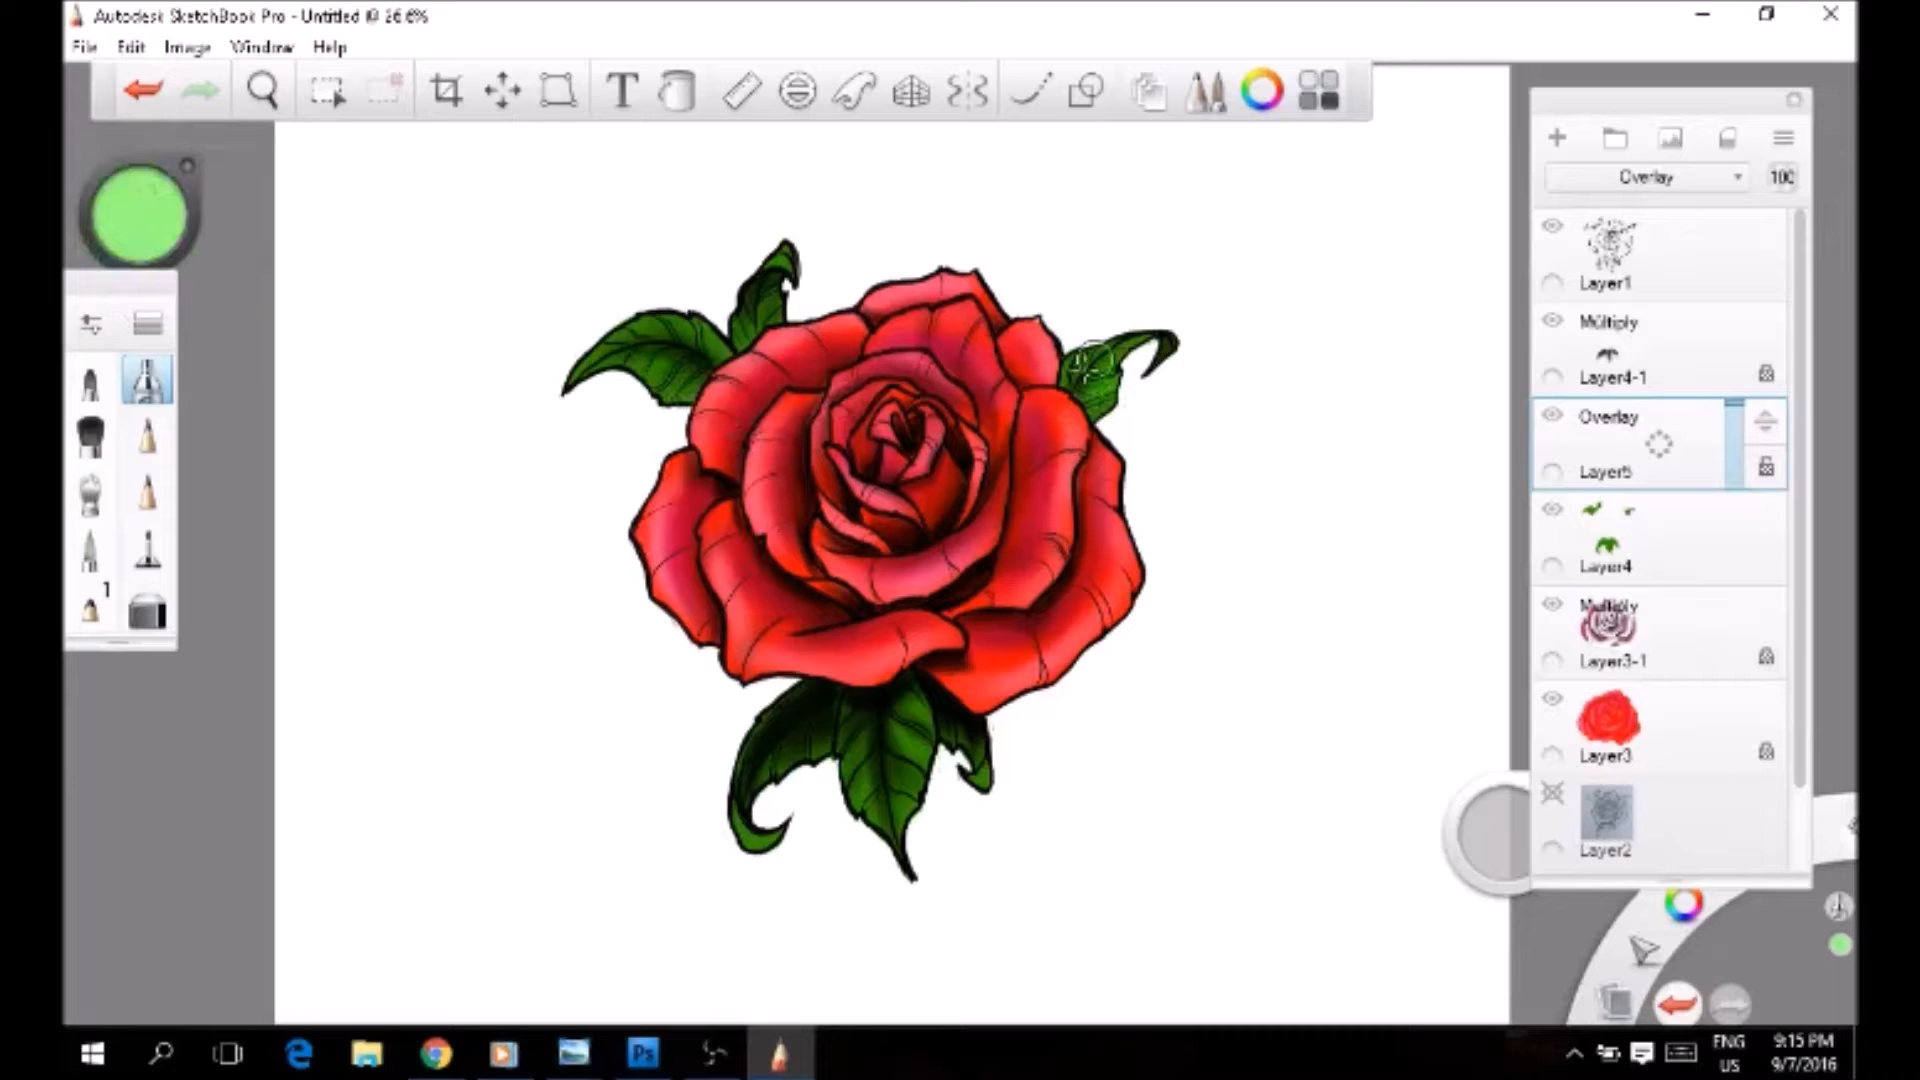 Autodesk SketchBook Pro - Untitled @ 26.6%
File Edit Image Window Help
T
Overlay 100
Layer1
Multiply
Layer4-1
Overlay
Layer5
Layer4
Multiply
Layer3-1
Layer3
Layer2
1
Ps
ENG
US
9:15 PM
9/7/2016